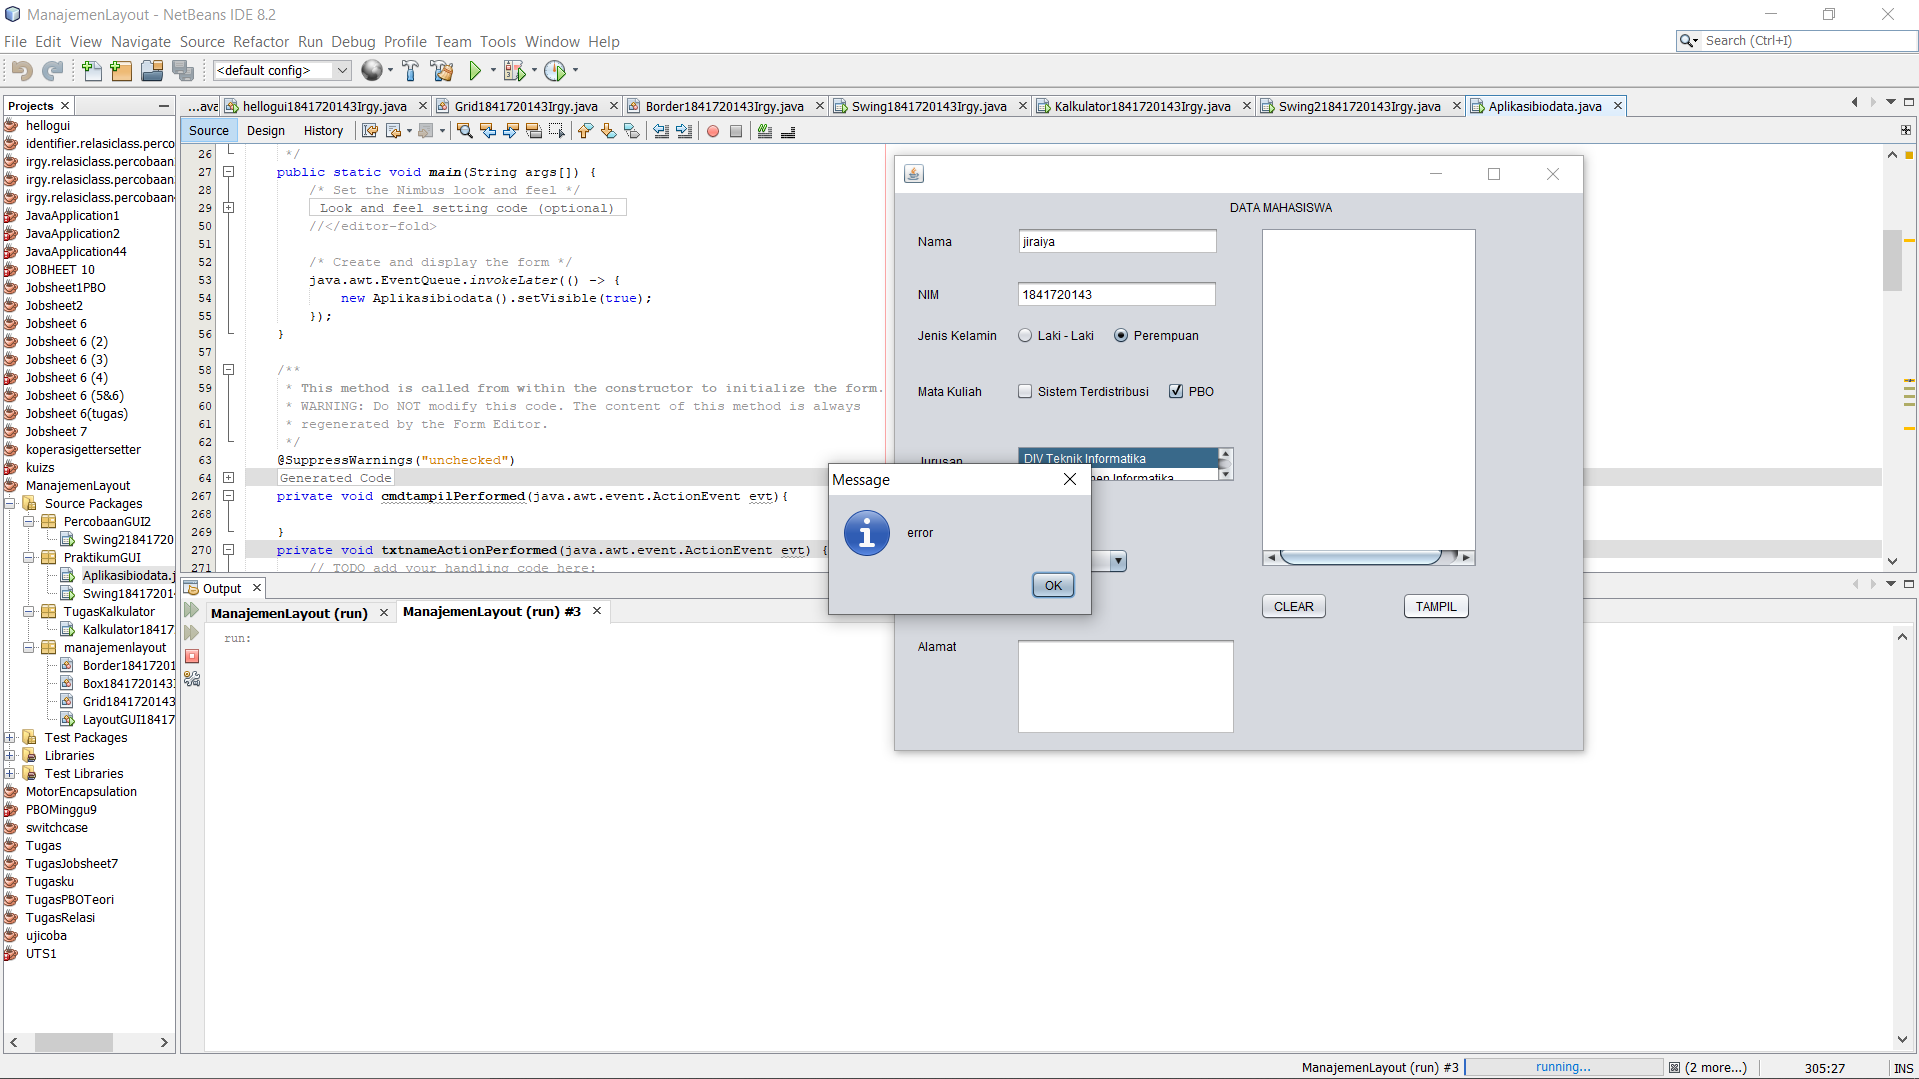 ManajemenLayout - NetBeans IDE 8.2
File Edit View Navigate Source Refactor Run Debug Profile Team Tools Window Help
Search (Ctrl+I)
<default config>
Projects
hellogui
identifier.relasiclass.perco
irgy.relasiclass.percobaan
irgy.relasiclass.percobaan
irgy.relasiclass.percobaan
JavaApplication1
JavaApplication2
JavaApplication44
JOBHEET 10
Jobsheet1PBO
Jobsheet2
Jobsheet 6
Jobsheet 6 (2)
Jobsheet 6 (3)
Jobsheet 6 (4)
Jobsheet 6 (5&6)
Jobsheet 6(tugas)
Jobsheet 7
koperasigettersetter
kuizs
ManajemenLayout
Source Packages
PercobaanGUI2
Swing21841720
PraktikumGUI
Aplikasibiodata.j
Swing18417201
TugasKalkulator
Kalkulator18417
manajemenlayout
Border18417201
Box1841720143I
Grid1841720143
LayoutGUI18417
Test Packages
Libraries
Test Libraries
MotorEncapsulation
PBOMinggu9
switchcase
Tugas
TugasJobsheet7
Tugasku
TugasPBOTeori
TugasRelasi
ujicoba
UTS1
...ava hellogui1841720143Irgy.java Grid1841720143Irgy.java Border1841720143Irgy.java Swing1841720143Irgy.java Kalkulator1841720143Irgy.java Swing21841720143Irgy.java Aplikasibiodata.java
Source Design History
26 */
27 public static void main(String args[]) {
28 /* Set the Nimbus look and feel */
29 Look and feel setting code (optional)
50 //</editor-fold>
51
52 /* Create and display the form */
53 java.awt.EventQueue.invokeLater(() -> {
54 new Aplikasibiodata().setVisible(true);
55 });
56 }
57
58 /**
59 * This method is called from within the constructor to initialize the form.
60 * WARNING: Do NOT modify this code. The content of this method is always
61 * regenerated by the Form Editor.
62 */
63 @SuppressWarnings("unchecked")
64 Generated Code
267 private void cmdtampilPerformed(java.awt.event.ActionEvent evt){
268
269 }
270 private void txtnameActionPerformed(java.awt.event.ActionEvent evt) {
271 // TODO add your handling code here:
DATA MAHASISWA
Nama jiraiya
NIM 1841720143
Jenis Kelamin Laki - Laki Perempuan
Mata Kuliah Sistem Terdistribusi PBO
Jurusan DIV Teknik Informatika
CLEAR TAMPIL
Alamat
Message
error
OK
Output
ManajemenLayout (run) ManajemenLayout (run) #3
run:
ManajemenLayout (run) #3 running... (2 more...) 305:27 INS